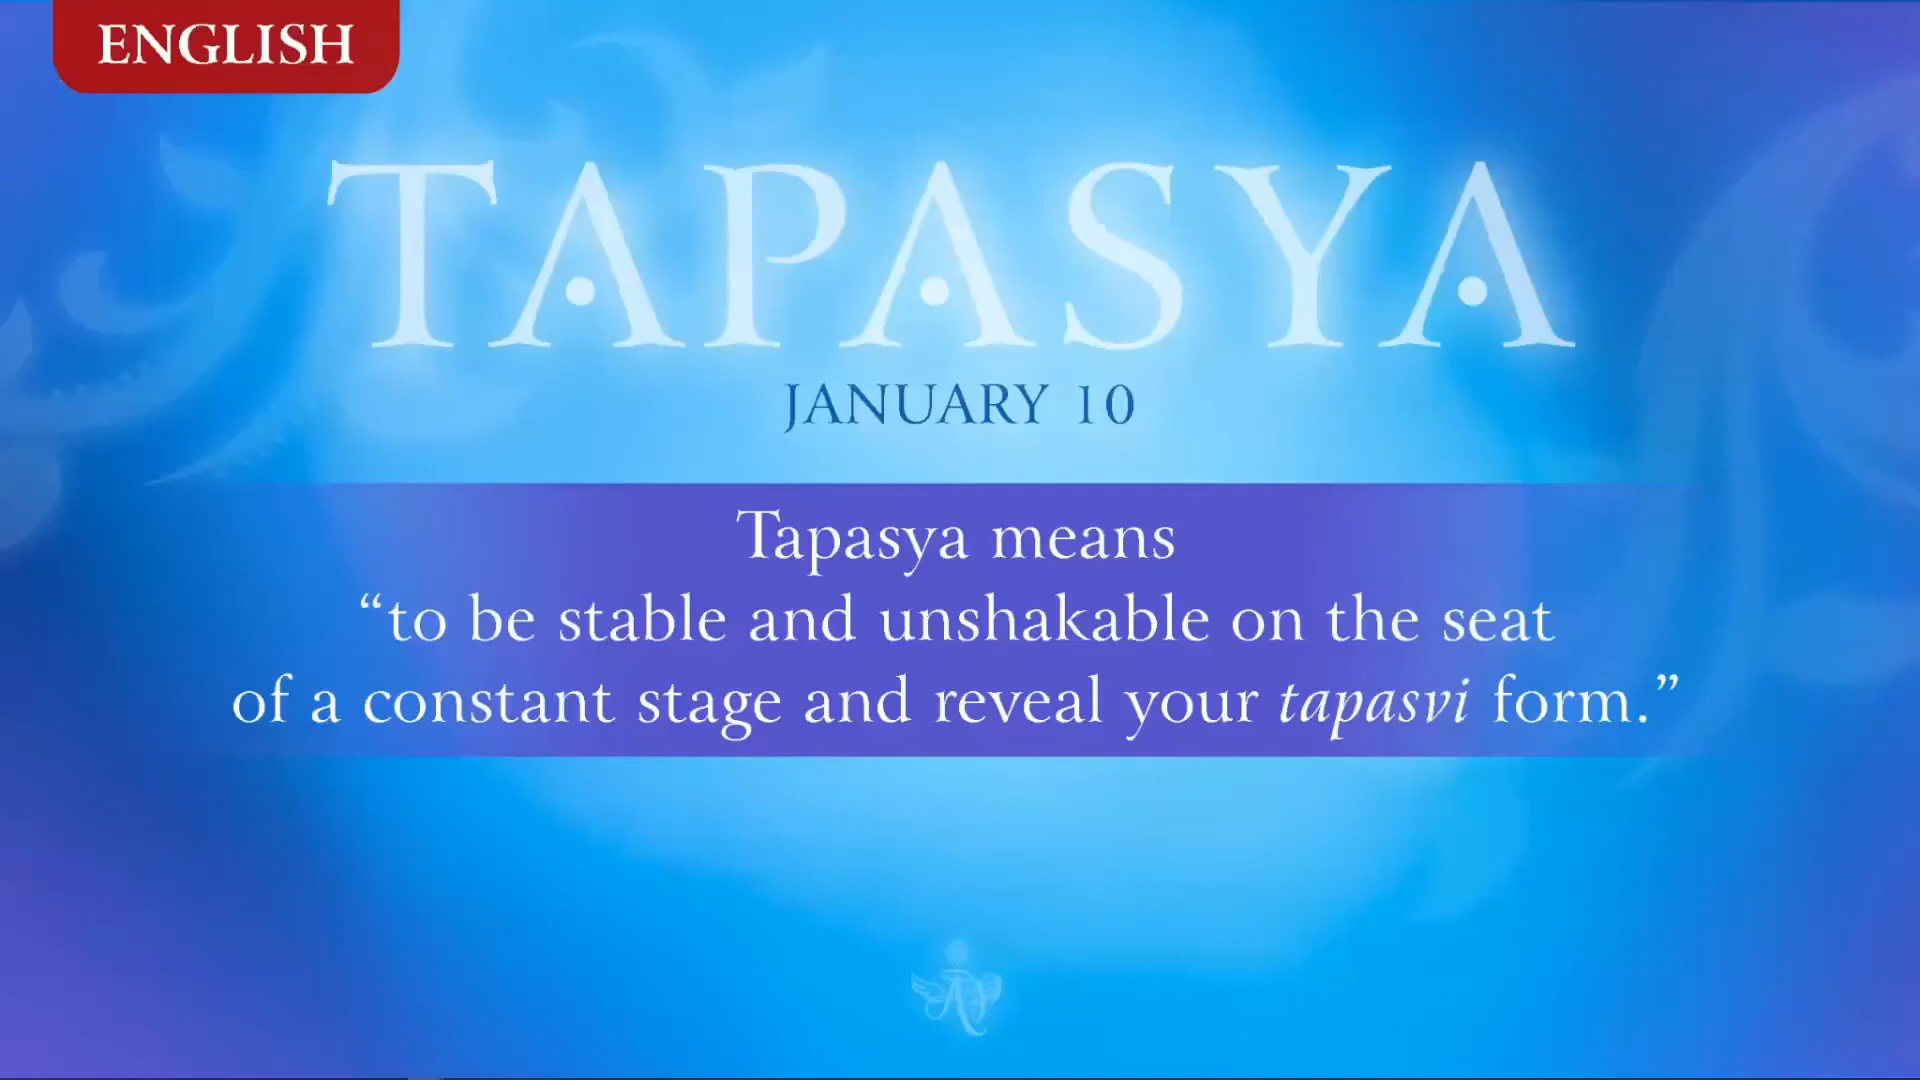 ENGLISH
TAPASYA
JANUARY 10
Tapasya means
“to be stable and unshakable on the seat
of a constant stage and reveal your tapasvi form.”